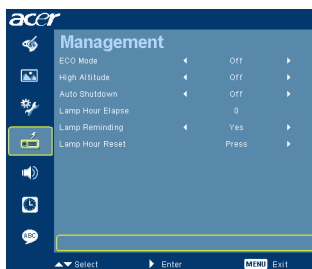 acer
Management
ECO Mode Off
High Altitude Off
Auto Shutdown Off
Lamp Hour Elapse 0
Lamp Reminding Yes
Lamp Hour Reset Press
ABC
Select Enter MENU Exit